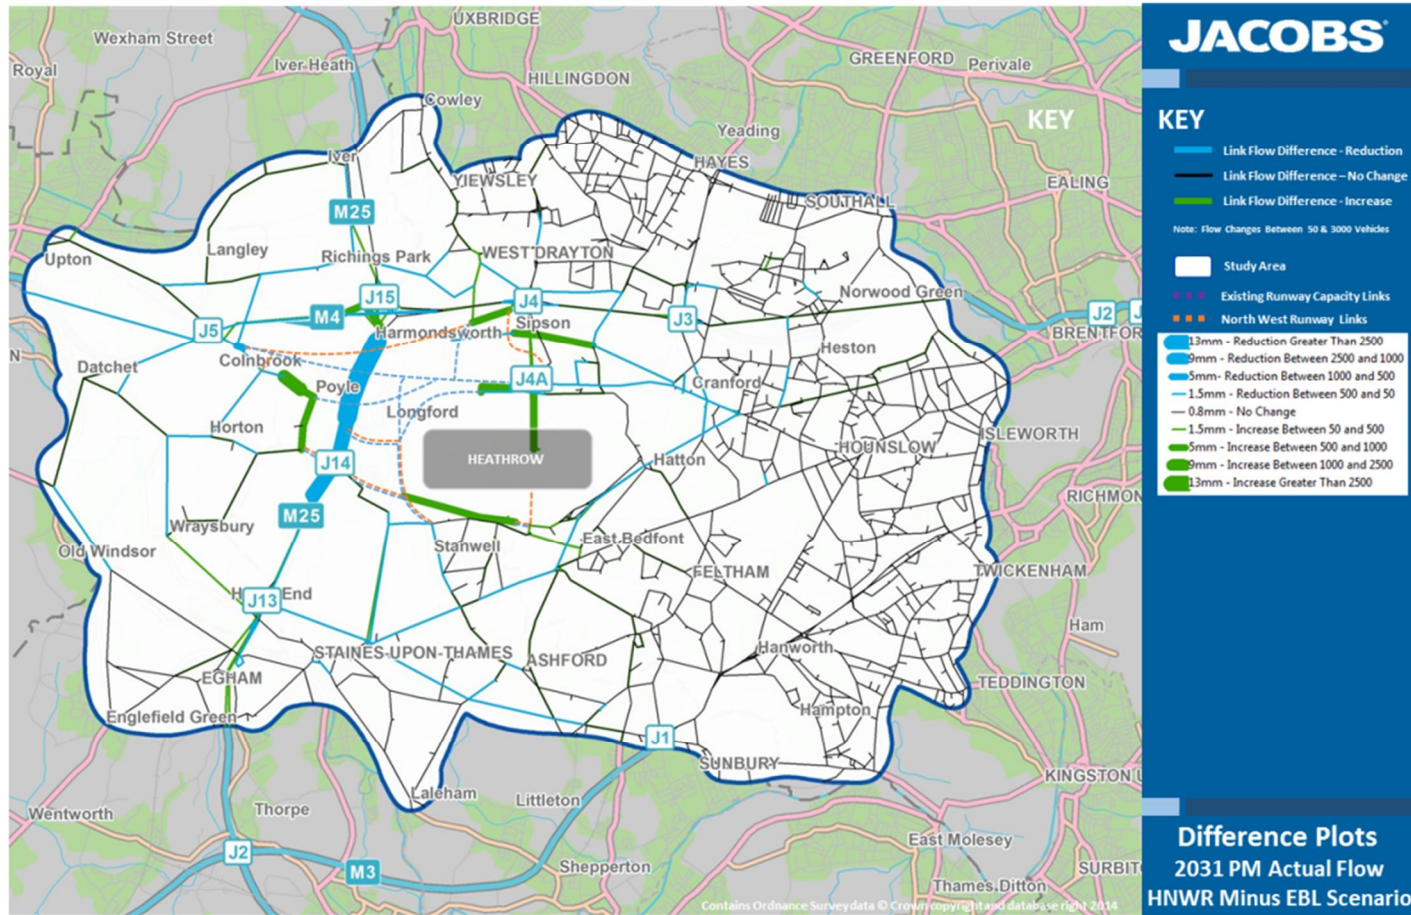 UXBRIDGE
Wexham Street
Iver Heath
GREENFORD
Perivale
Royal
HILLINGDON
Cowley
KEY
Yeading
HAYES
Iver
YIEWSLEY
EALING
SOUTHALL
M25
Langley
Richings Park
WEST DRAYTON
Upton
J15
J4
Norwood Green
M4
J5
Harmondsworth
Sipson
J3
J2
BRENTFOR
Heston
Colnbrook
Datchet
Poyle
J4A
Cranford
Longford
Horton
HOUNSLOW
ISLEWORTH
HEATHROW
J14
Hatton
RICHMON
M25
Wraysbury
Old Windsor
Stanwell
East Bedfont
FELTHAM
TWICKENHAM
J13
End
Ham
STAINES-UPON-THAMES
ASHFORD
Hanworth
EGHAM
TEDDINGTON
Englefield Green
Hampton
J1
SUNBURY
KINGSTON U
Laleham
Littleton
Wentworth
Thorpe
East Molesey
J2
M3
Shepperton
SURBIT
Thames Ditton
Contains Ordnance Survey data © Crown copyright and database right 2014
JACOBS®
KEY
Link Flow Difference - Reduction
Link Flow Difference – No Change
Link Flow Difference - Increase
Note: Flow Changes Between 50 & 3000 Vehicles
Study Area
Existing Runway Capacity Links
North West Runway Links
13mm - Reduction Greater Than 2500
9mm - Reduction Between 2500 and 1000
5mm- Reduction Between 1000 and 500
1.5mm - Reduction Between 500 and 50
0.8mm - No Change
1.5mm - Increase Between 50 and 500
5mm - Increase Between 500 and 1000
9mm - Increase Between 1000 and 2500
13mm - Increase Greater Than 2500
Difference Plots
2031 PM Actual Flow
HNWR Minus EBL Scenario